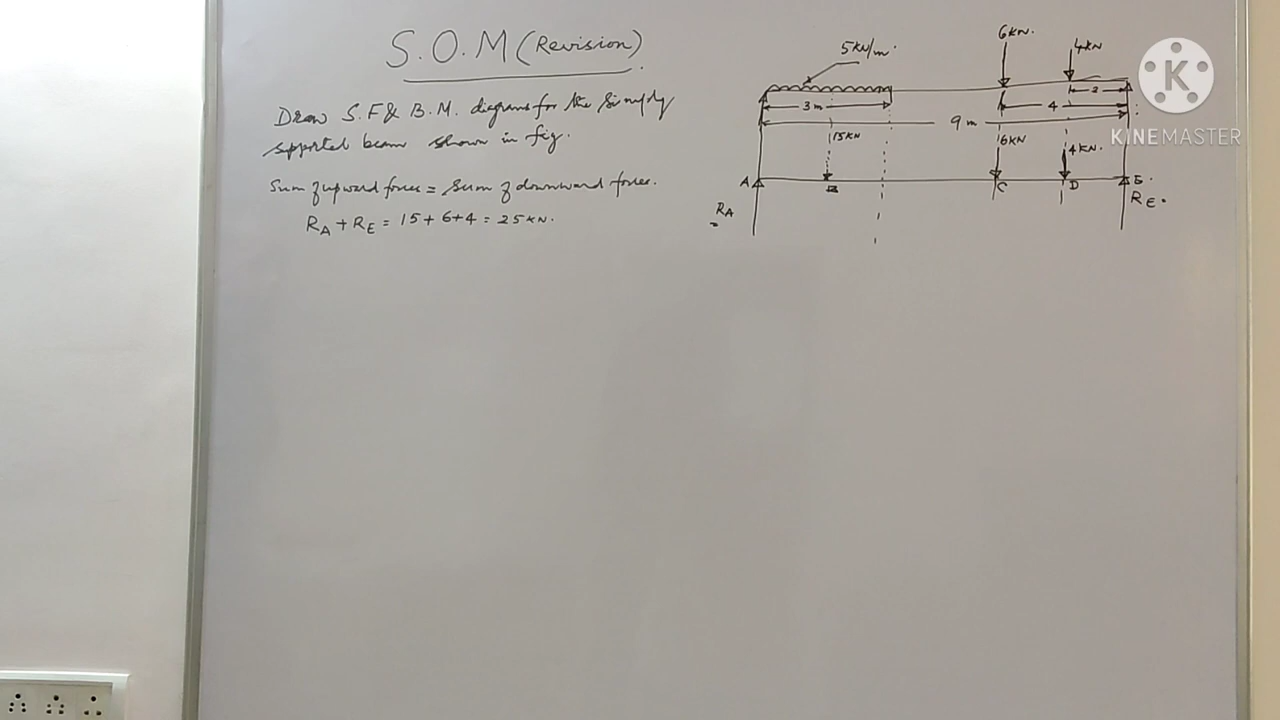 S.O.M (Revision)
Draw S.F & B.M. diagrams for the simply
spported beam shown in fig.
Sum of upward forces = Sum of downward forces.
RA + RE = 15 + 6 + 4 = 25 KN.
6 KN.
4 KN
5 KN/m
3 m
2
4
9 m
15 KN
6 KN
4 KN.
A
B
C
D
E.
RA
RE.
K
KINEMASTER